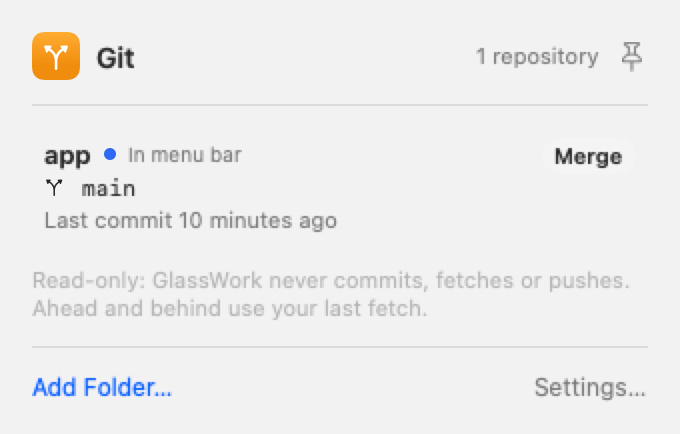 Git
1 repository
app
In menu bar
Merge
main
Last commit 10 minutes ago
Read-only: GlassWork never commits, fetches or pushes.
Ahead and behind use your last fetch.
Add Folder...
Settings...